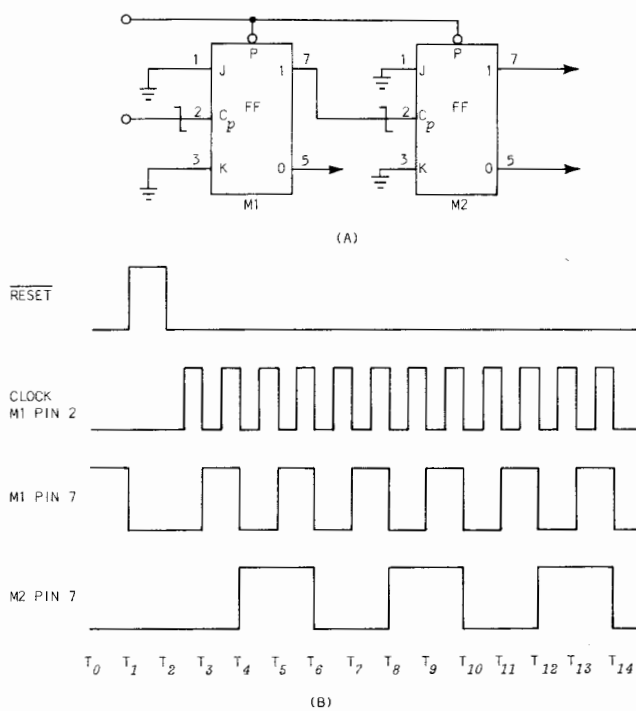 P P
1 J 1 7 1 J 1 7
FF FF
2 Cp 2 Cp
3 K 0 5 3 K 0 5
M1 M2
(A)
RESET
CLOCK
M1 PIN 2
M1 PIN 7
M2 PIN 7
T0 T1 T2 T3 T4 T5 T6 T7 T8 T9 T10 T11 T12 T13 T14
(B)